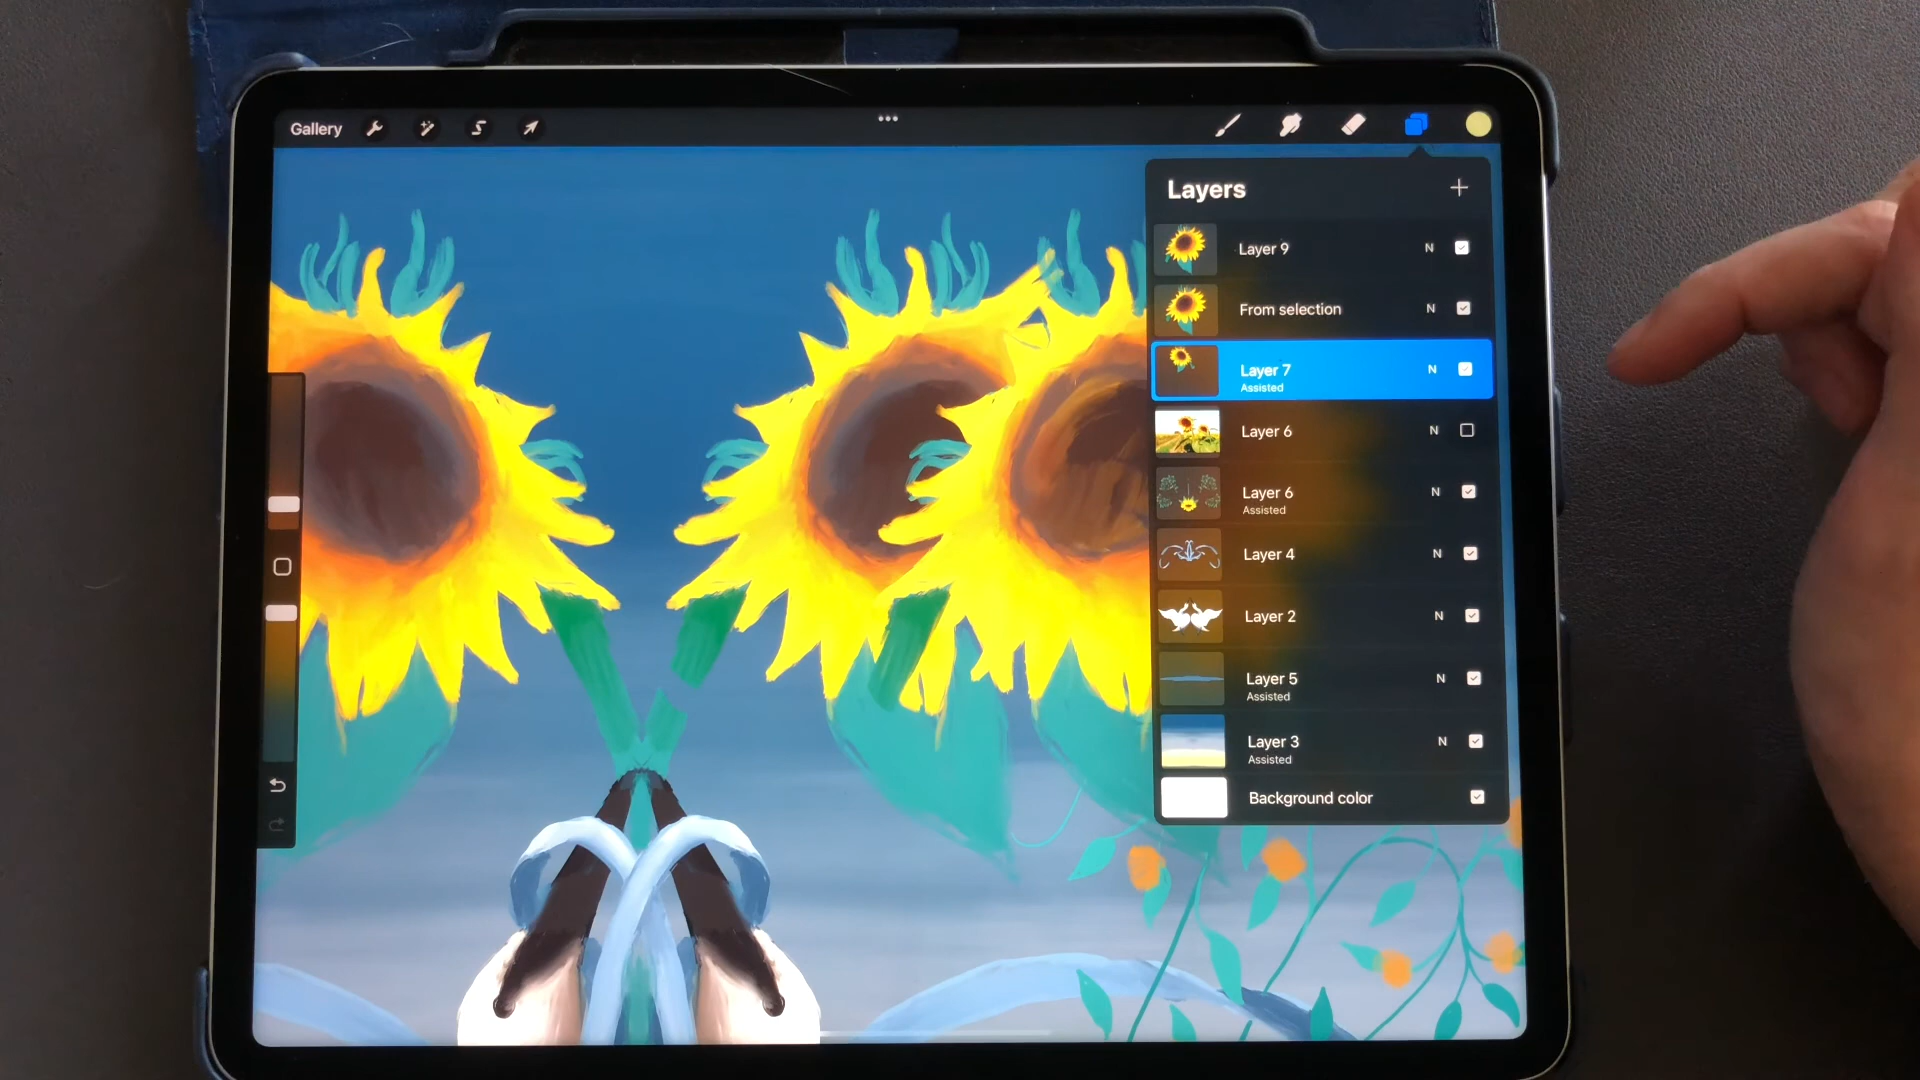 Gallery
Layers
Layer 9 N
From selection N
Layer 7 N
Assisted
Layer 6 N
Layer 6 N
Assisted
Layer 4 N
Layer 2 N
Layer 5 N
Assisted
Layer 3 N
Assisted
Background color